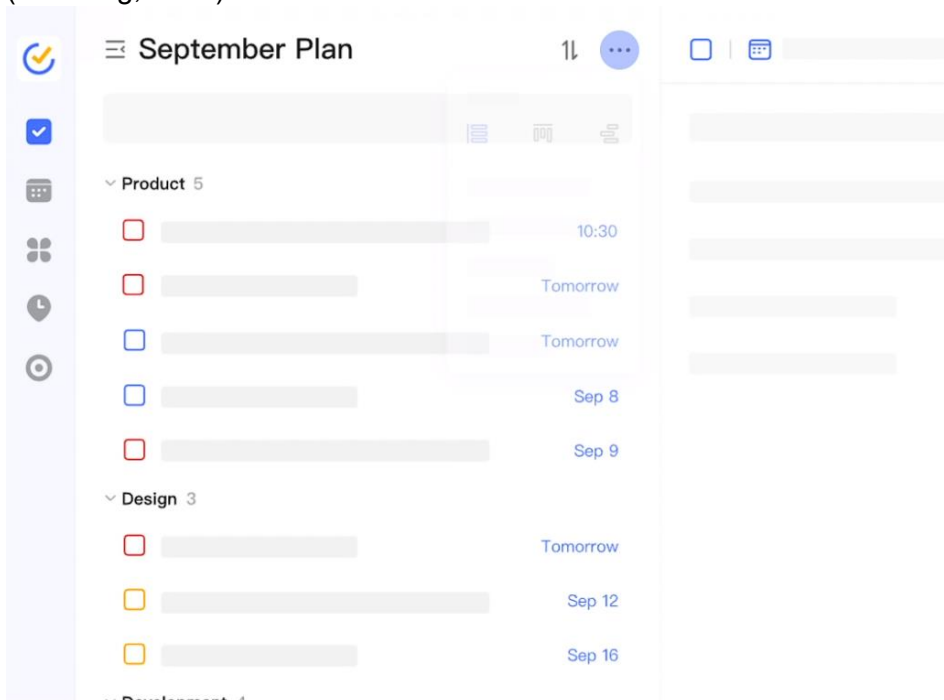 September Plan
Product 5
10:30
Tomorrow
Tomorrow
Sep 8
Sep 9
Design 3
Tomorrow
Sep 12
Sep 16